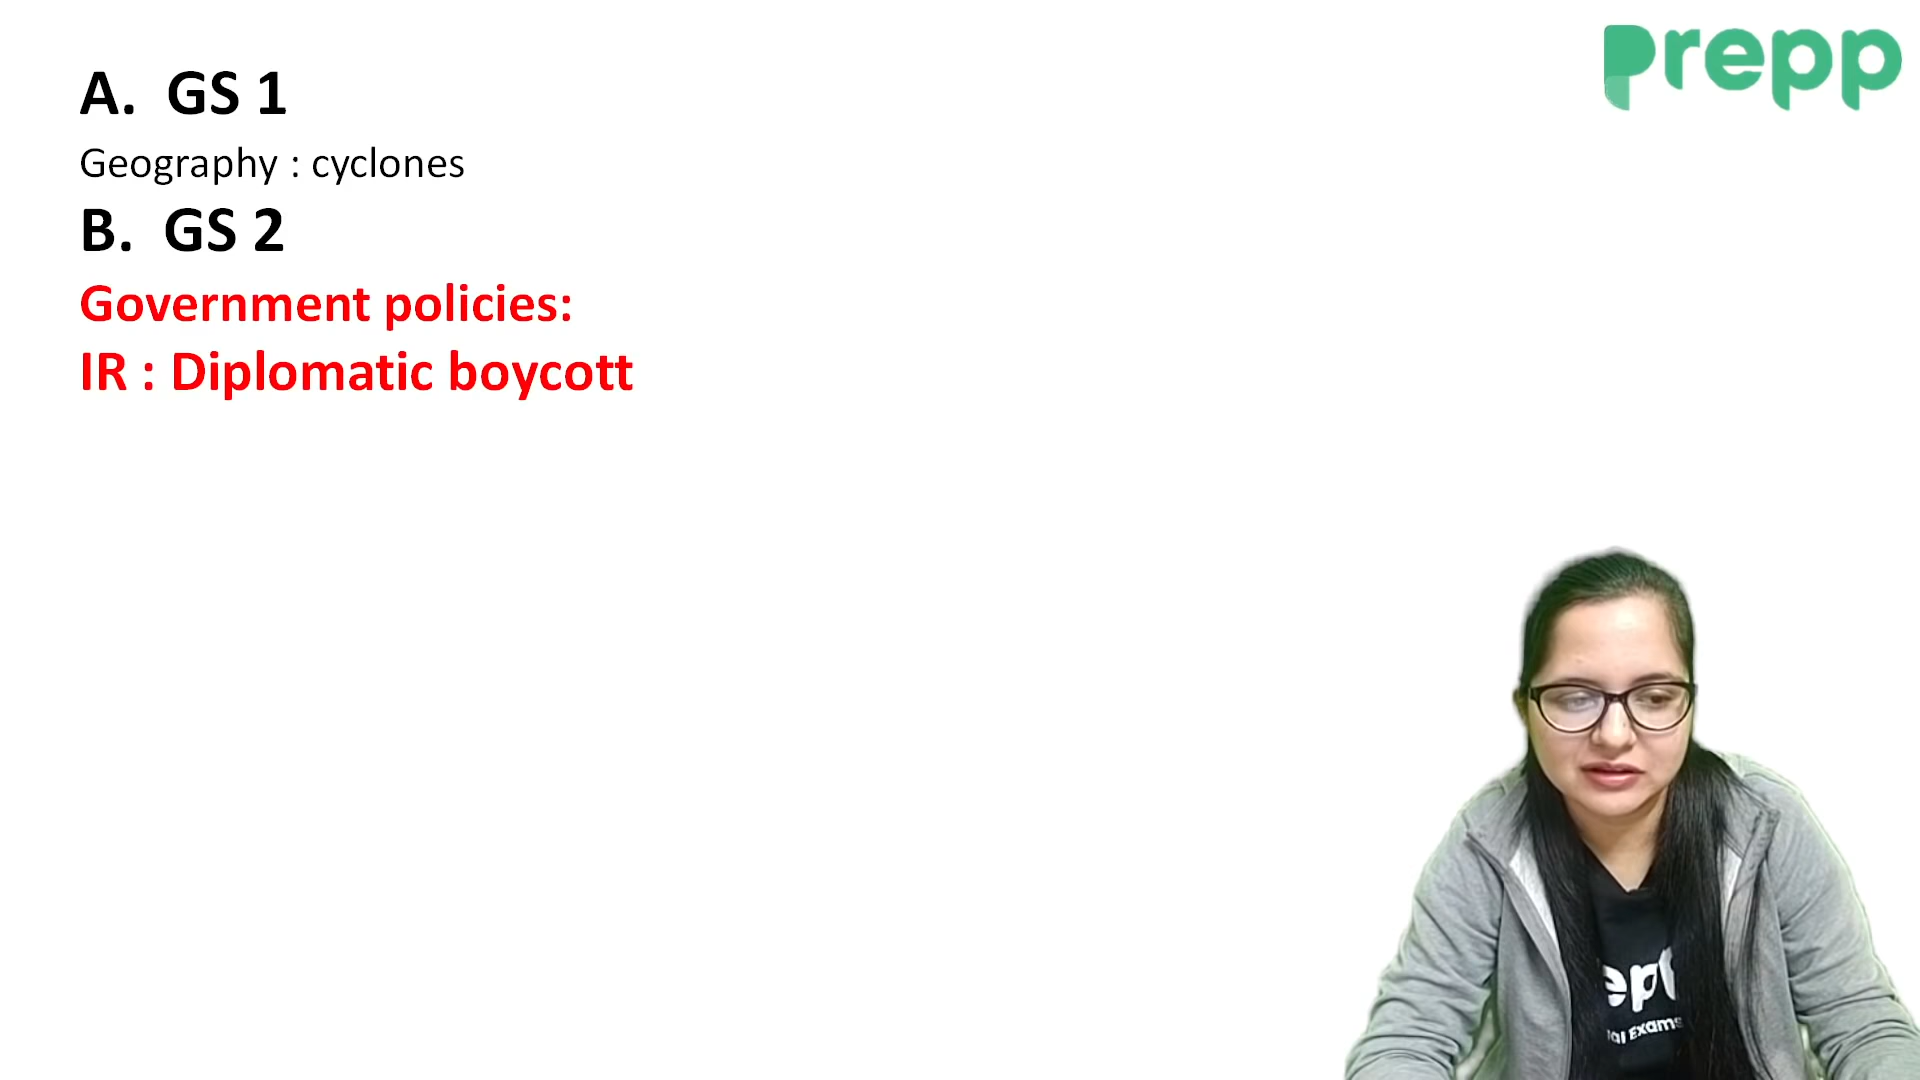 prepp
A. GS 1
Geography : cyclones
B. GS 2
Government policies:
IR : Diplomatic boycott